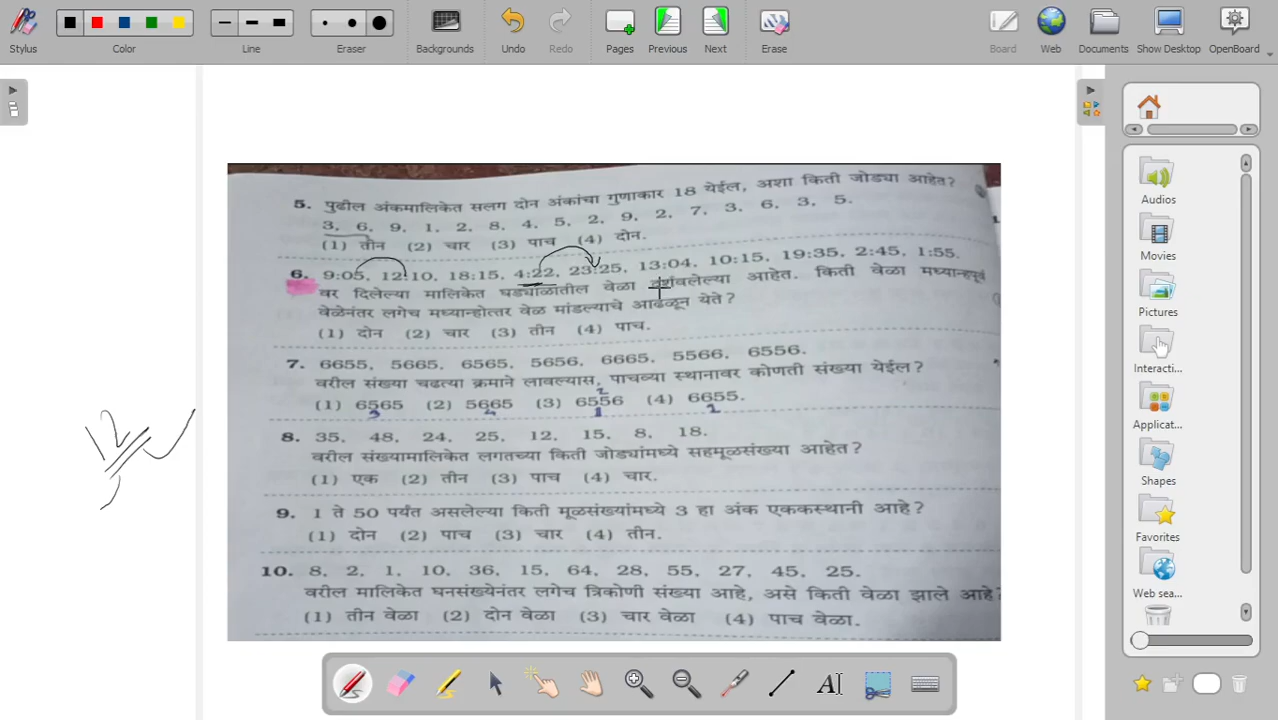 Stylus Color Line Eraser Backgrounds Undo Redo Pages Previous Next Erase Board Web Documents Show Desktop OpenBoard
5. पुढील अंकमालिकेत सलग दोन अंकांचा गुणाकार 18 येईल, अशा किती जोड्या आहेत?
3, 6, 9, 1, 2, 8, 4, 5, 2, 9, 2, 7, 3, 6, 3, 5.
(1) तीन (2) चार (3) पाच (4) दोन.
6. 9:05, 12:10, 18:15, 4:22, 23:25, 13:04, 10:15, 19:35, 2:45, 1:55.
वर दिलेल्या मालिकेत घड्याळातील वेळा दर्शवलेल्या आहेत. किती वेळा मध्यान्हपूर्व
वेळेनंतर लगेच मध्यान्होत्तर वेळ मांडल्याचे आढळून येते?
(1) दोन (2) चार (3) तीन (4) पाच.
7. 6655, 5665, 6565, 5656, 6665, 5566, 6556.
वरील संख्या चढत्या क्रमाने लावल्यास, पाचव्या स्थानावर कोणती संख्या येईल?
(1) 6565 (2) 5665 (3) 6556 (4) 6655.
8. 35, 48, 24, 25, 12, 15, 8, 18.
वरील संख्यामालिकेत लगतच्या किती जोड्यांमध्ये सहमूळसंख्या आहेत?
(1) एक (2) तीन (3) पाच (4) चार.
9. 1 ते 50 पर्यंत असलेल्या किती मूळसंख्यांमध्ये 3 हा अंक एककस्थानी आहे?
(1) दोन (2) पाच (3) चार (4) तीन.
10. 8, 2, 1, 10, 36, 15, 64, 28, 55, 27, 45, 25.
वरील मालिकेत घनसंख्येनंतर लगेच त्रिकोणी संख्या आहे, असे किती वेळा झाले आहे?
(1) तीन वेळा (2) दोन वेळा (3) चार वेळा (4) पाच वेळा.
Audios
Movies
Pictures
Interacti...
Applicat...
Shapes
Favorites
Web sea...